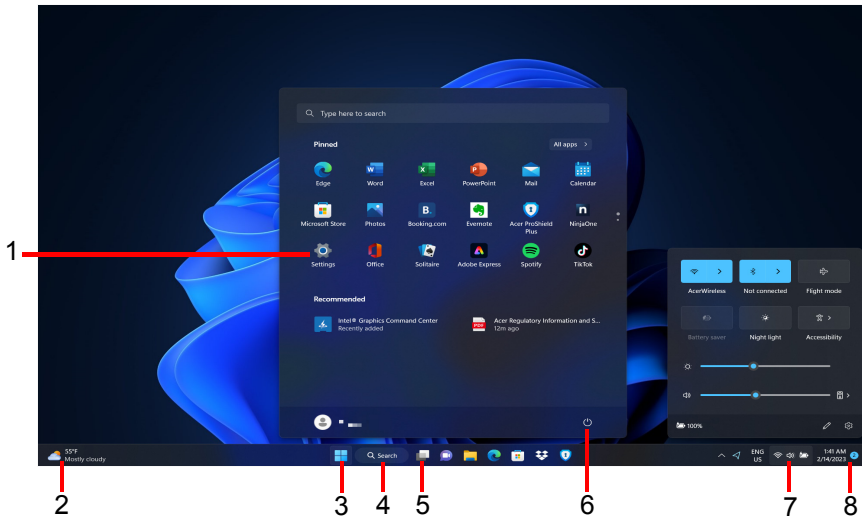 Type here to search
Pinned
All apps >
Edge
Word
Excel
PowerPoint
Mail
Calendar
Microsoft Store
Photos
B.
Booking.com
Evernote
Acer ProShield
Plus
n
NinjaOne
1
Settings
Office
Solitaire
Adobe Express
Spotify
TikTok
Recommended
Intel® Graphics Command Center
Recently added
PDF
Acer Regulatory Information and S...
12m ago
AcerWireless
Not connected
Flight mode
Battery saver
Night light
Accessibility
100%
55°F
Mostly cloudy
Search
ENG
US
1:41 AM
2/14/2023
2
3
4
5
6
7
8